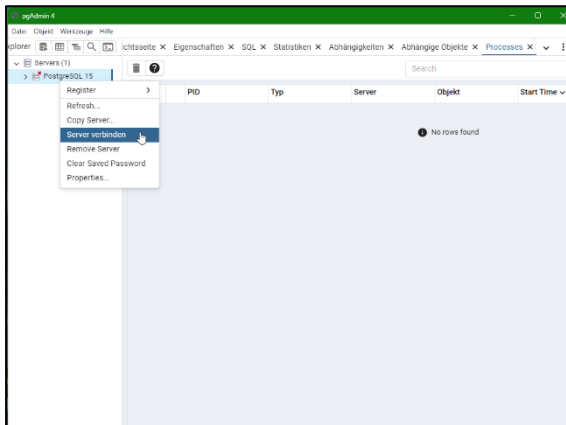 pgAdmin 4
Datei Objekt Werkzeuge Hilfe
xplorer
chtsseite Eigenschaften SQL Statistiken Abhängigkeiten Abhängige Objekte Processes
Servers (1)
PostgreSQL 15
Search
PID Typ Server Objekt Start Time
No rows found
Register
Refresh...
Copy Server...
Server verbinden
Remove Server
Clear Saved Password
Properties...